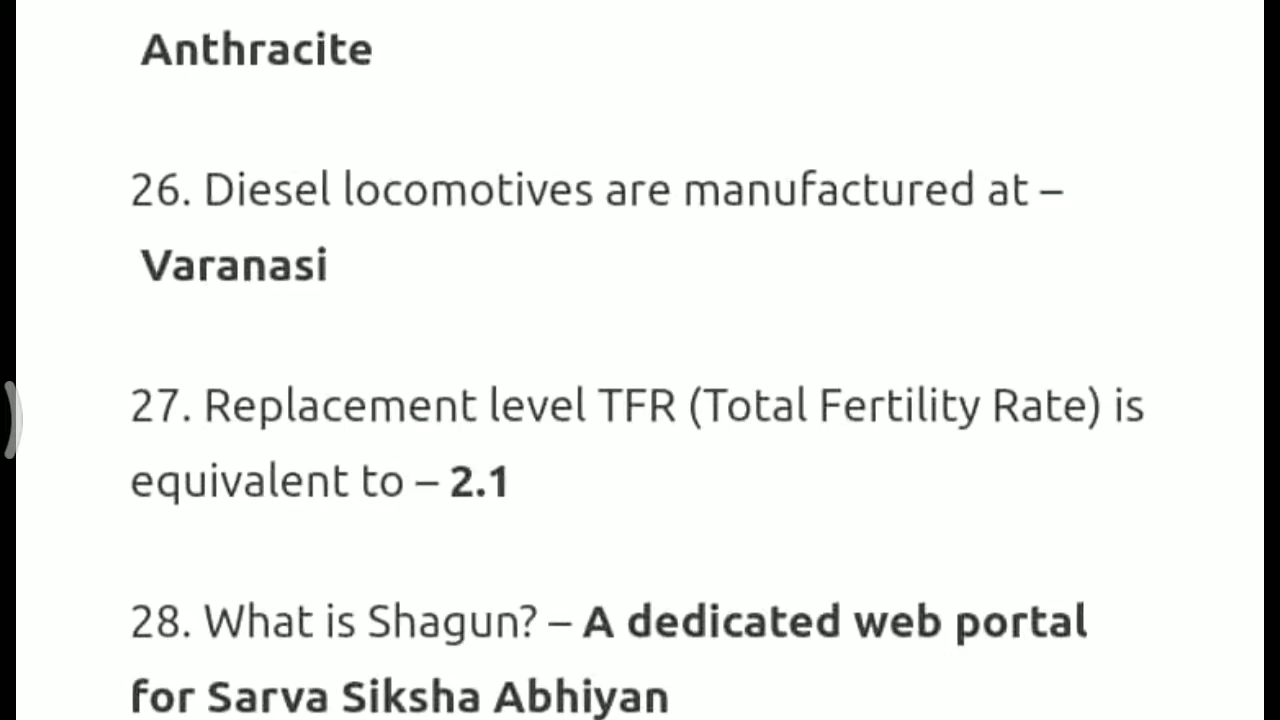 Anthracite
26. Diesel locomotives are manufactured at –
Varanasi
27. Replacement level TFR (Total Fertility Rate) is
equivalent to – 2.1
28. What is Shagun? – A dedicated web portal
for Sarva Siksha Abhiyan